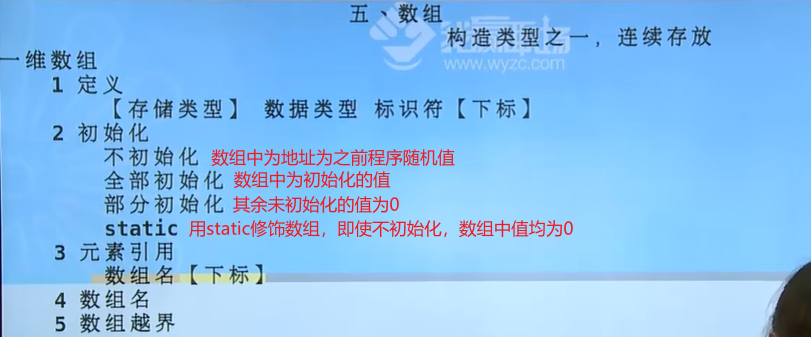 五、数组
构造类型之一，连续存放
www.wyzc.com
一维数组
1 定义
【存储类型】 数据类型 标识符【下标】
2 初始化
不初始化 数组中为地址为之前程序随机值
全部初始化 数组中为初始化的值
部分初始化 其余未初始化的值为0
static 用static修饰数组，即使不初始化，数组中值均为0
3 元素引用
数组名【下标】
4 数组名
5 数组越界